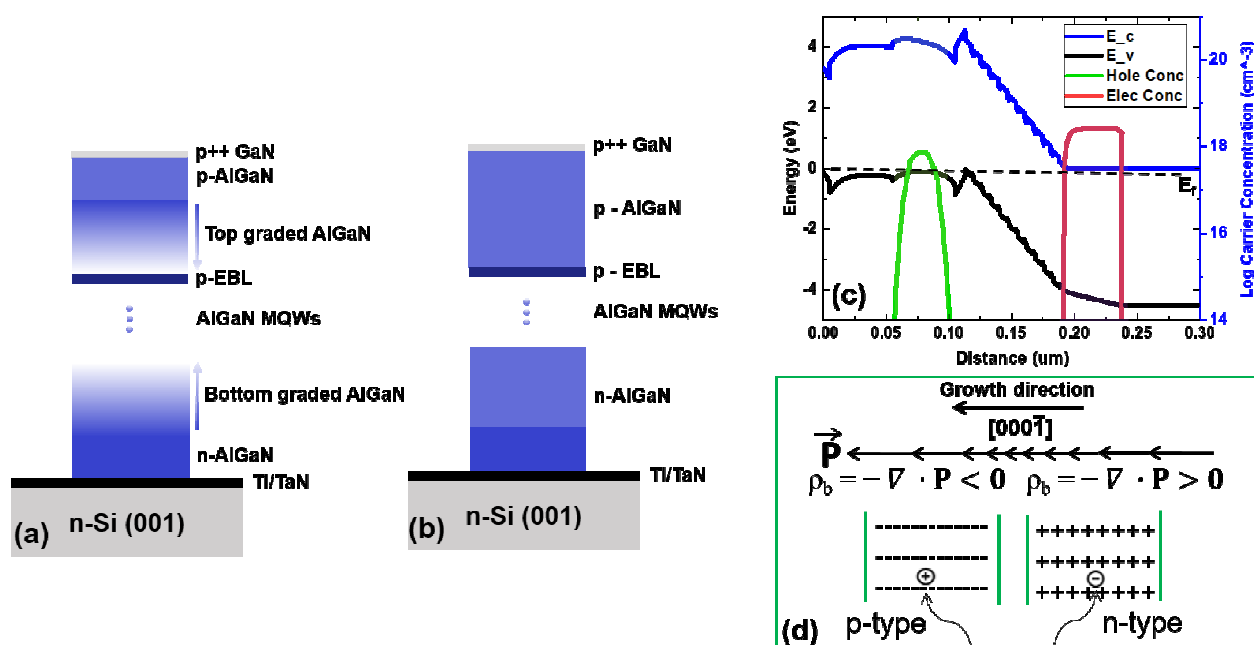 p++ GaN
p-AlGaN
Top graded AlGaN
p-EBL
AlGaN MQWs
Bottom graded AlGaN
n-AlGaN
Ti/TaN
n-Si (001)
(a)
p++ GaN
p - AlGaN
p - EBL
AlGaN MQWs
n-AlGaN
Ti/TaN
n-Si (001)
(b)
E_c
E_v
Hole Conc
Elec Conc
4
2
0
-2
-4
Energy (eV)
20
18
17
16
14
Log Carrier Concentration (cm^-3)
E_f
(c)
0.00 0.05 0.10 0.15 0.20 0.25 0.30
Distance (um)
Growth direction
[0001̄]
P⃗
ρ_b = - ∇ · P < 0 ρ_b = - ∇ · P > 0
p-type
n-type
(d)